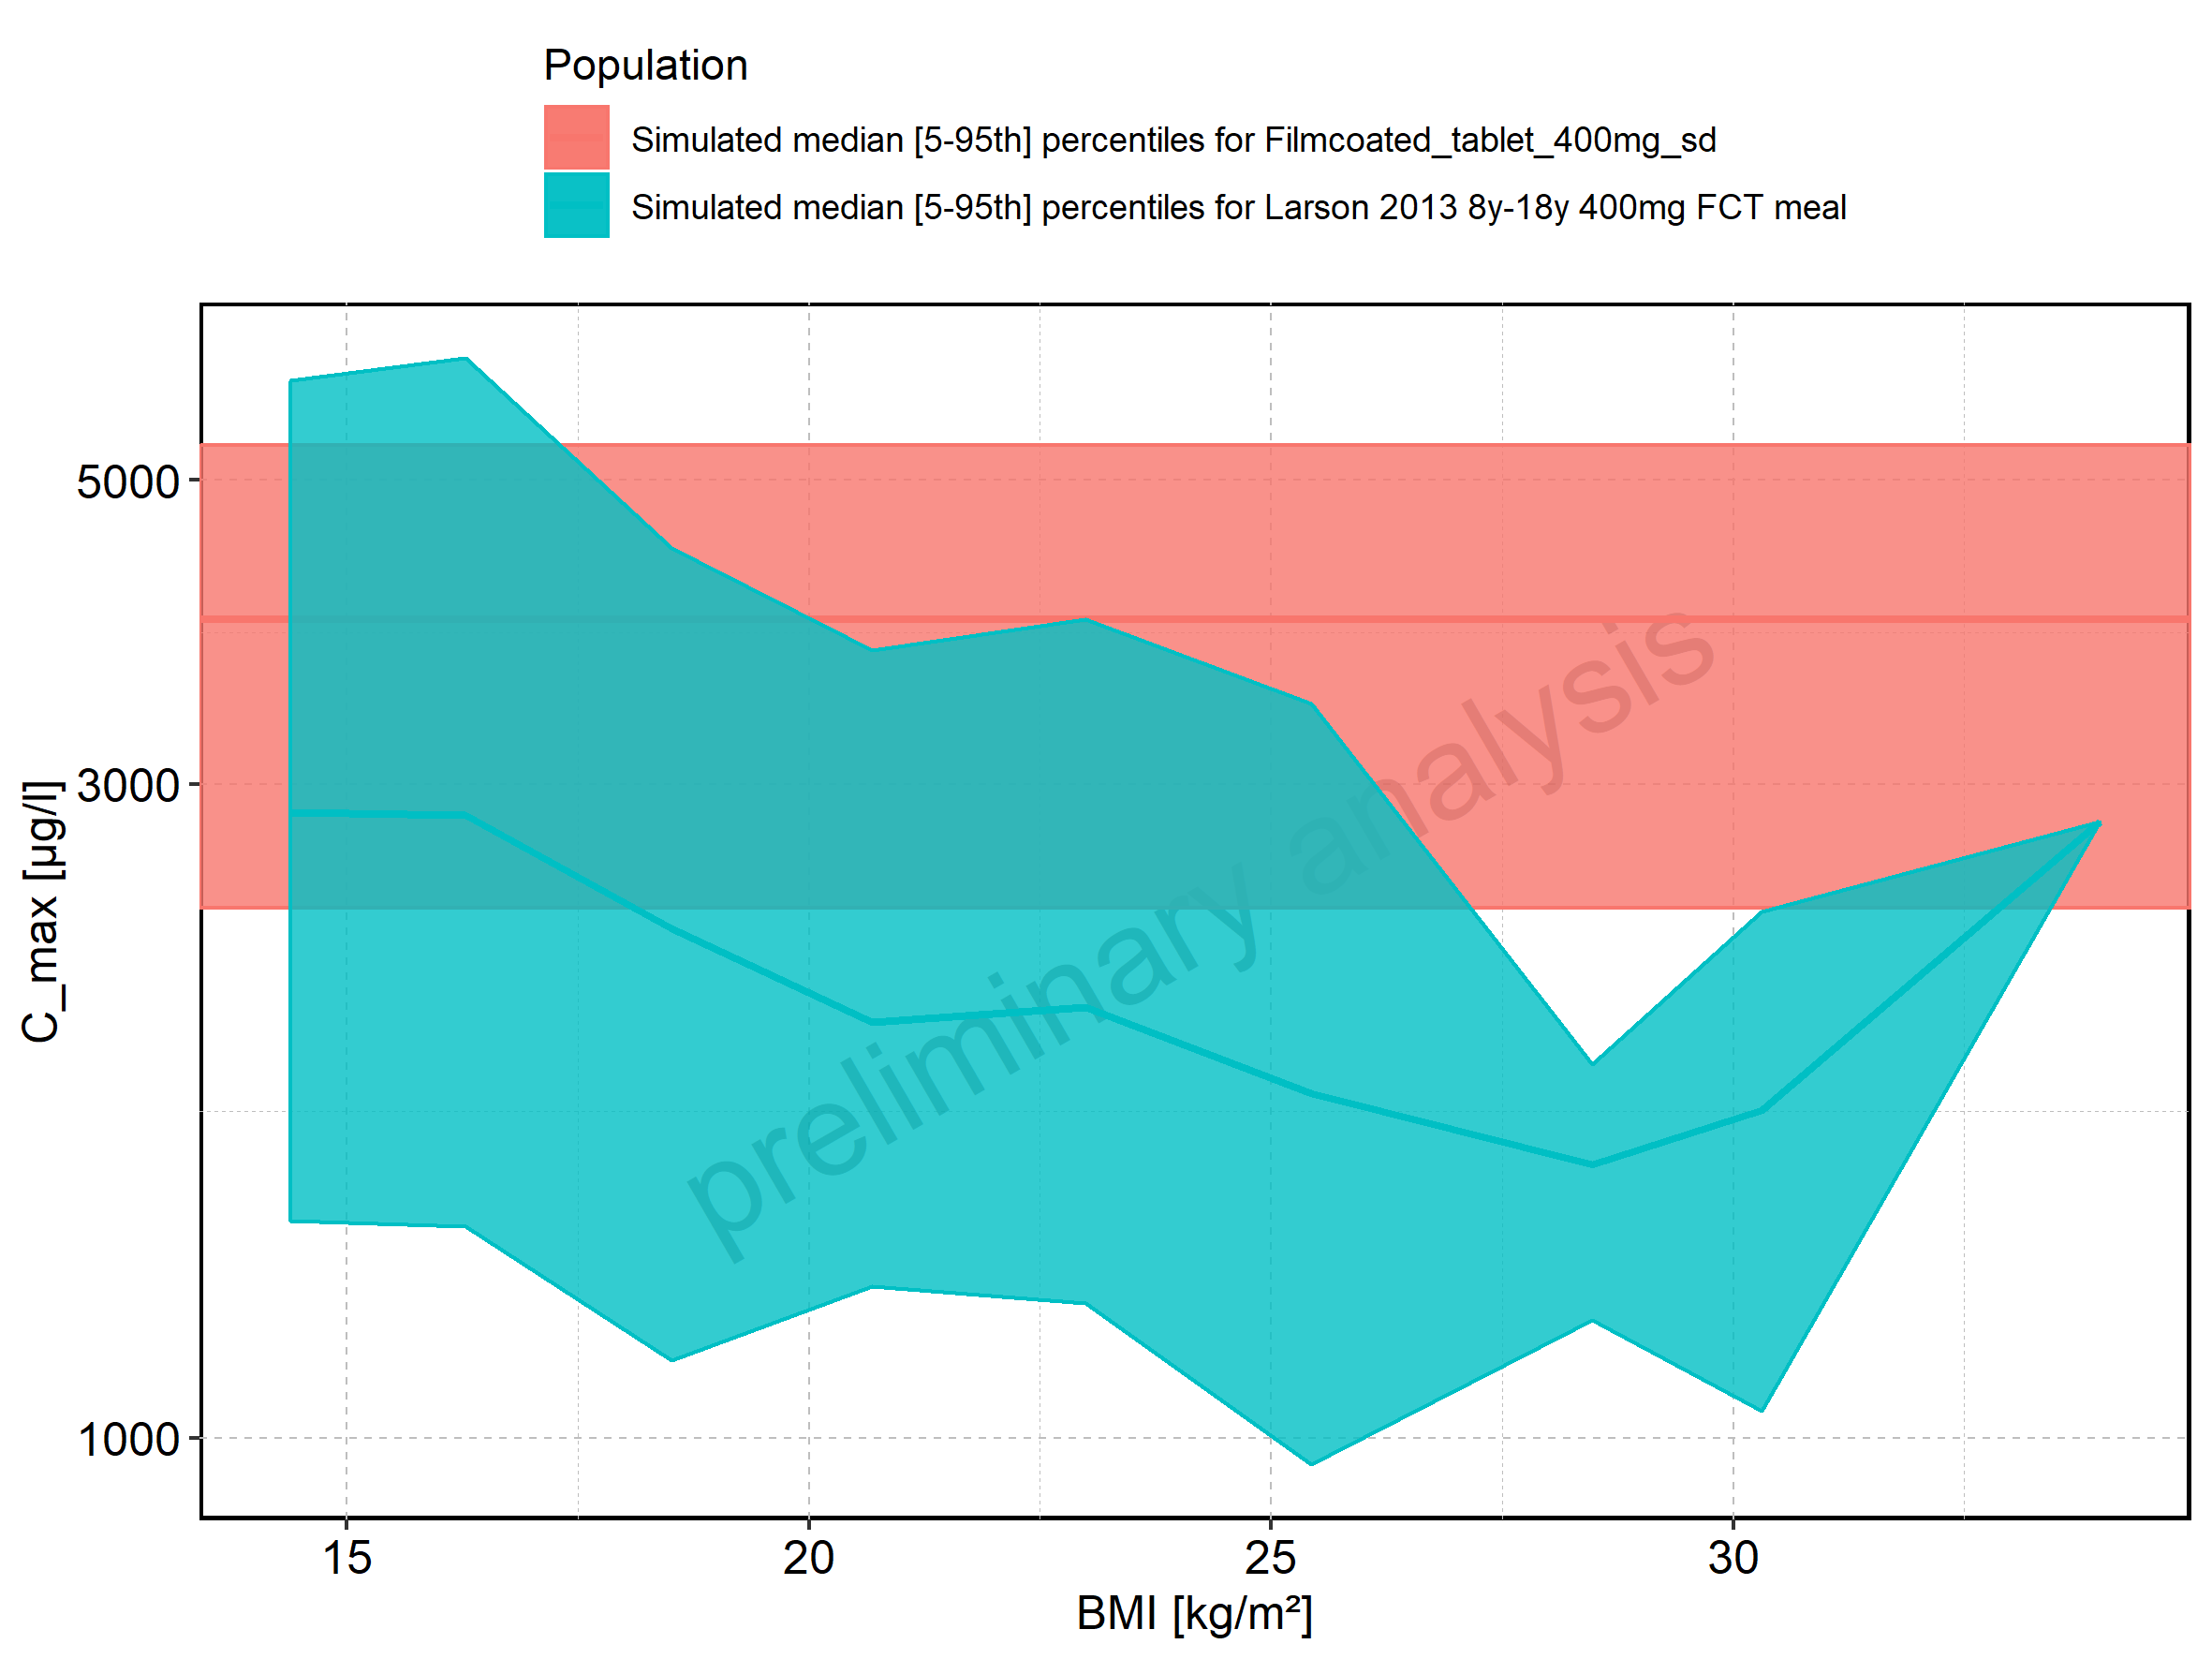 Population
Simulated median [5-95th] percentiles for Filmcoated_tablet_400mg_sd
Simulated median [5-95th] percentiles for Larson 2013 8y-18y 400mg FCT meal
5000
3000
1000
C_max [µg/l]
preliminary analysis
15 20 25 30
BMI [kg/m²]